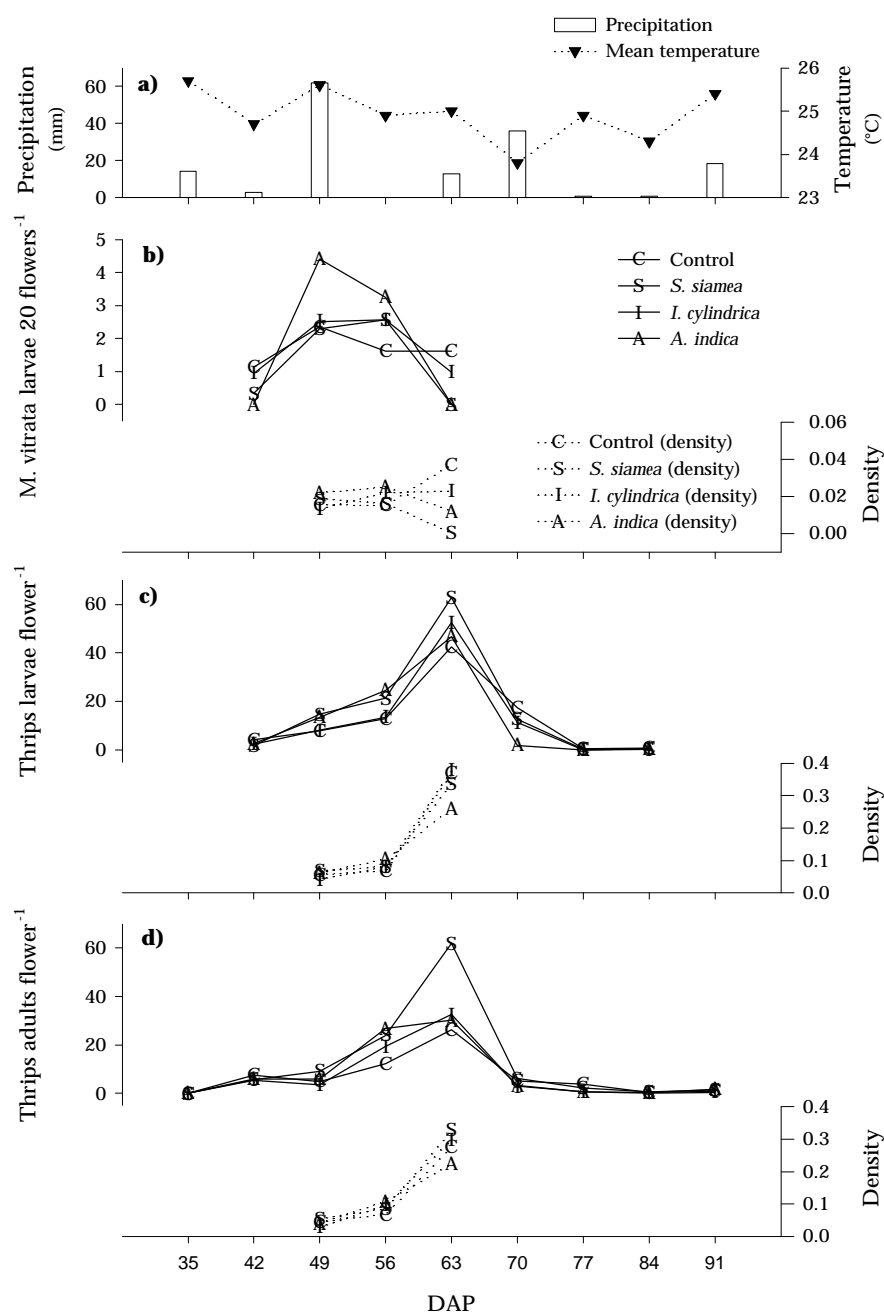 Precipitation
Mean temperature
a)
Precipitation
(mm)
60
40
20
0
26
25
24
23
Temperature
(°C)
b)
M. vitrata larvae 20 flowers⁻¹
5
4
3
2
1
0
C Control
S S. siamea
I I. cylindrica
A A. indica
C Control (density)
S S. siamea (density)
I I. cylindrica (density)
A A. indica (density)
0.06
0.04
0.02
0.00
Density
c)
Thrips larvae flower⁻¹
60
40
20
0
0.4
0.3
0.2
0.1
0.0
Density
d)
Thrips adults flower⁻¹
60
40
20
0
0.4
0.3
0.2
0.1
0.0
Density
35 42 49 56 63 70 77 84 91
DAP